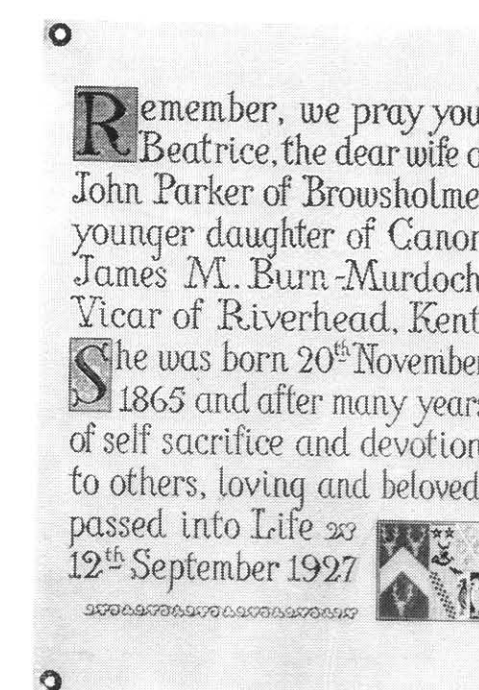 Remember, we pray you
Beatrice, the dear wife o
John Parker of Browsholme
younger daughter of Canon
James M. Burn-Murdoch
Vicar of Riverhead, Kent
She was born 20th November
1865 and after many years
of self sacrifice and devotion
to others, loving and beloved
passed into Life
12th September 1927